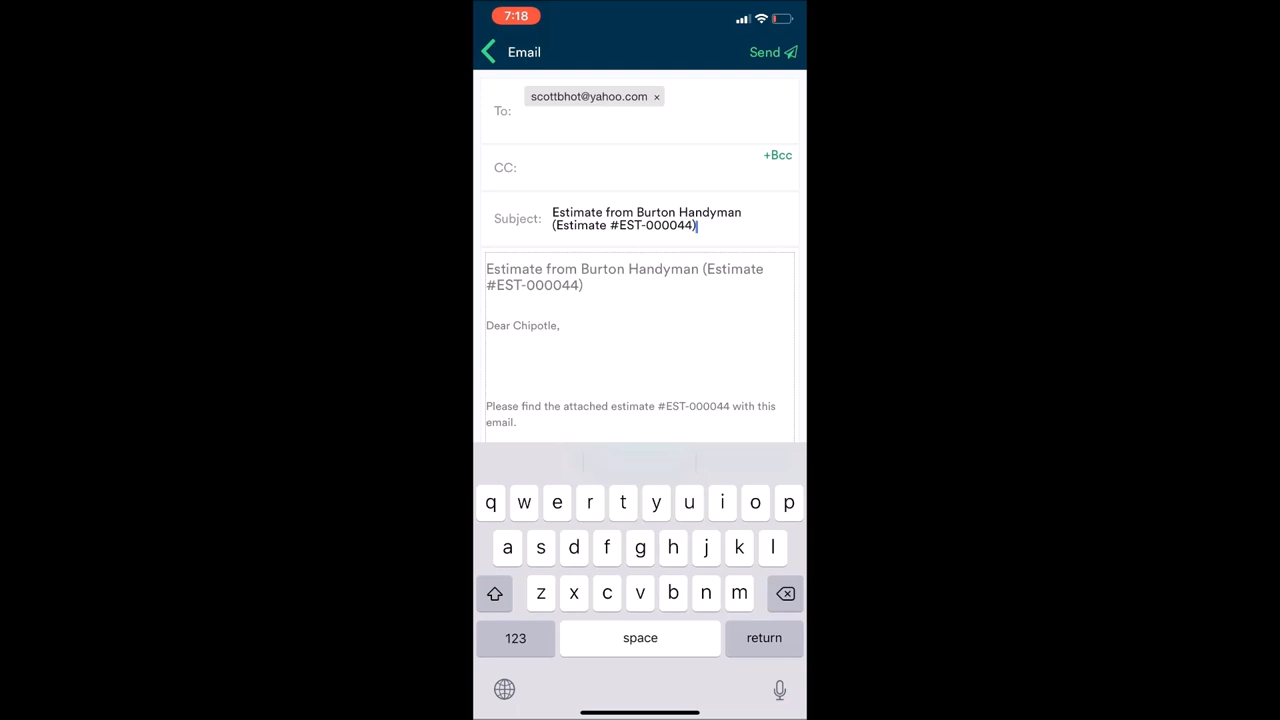 7:18
Email
Send
To:
scottbhot@yahoo.com ×
+Bcc
CC:
Subject:
Estimate from Burton Handyman
(Estimate #EST-000044)
Estimate from Burton Handyman (Estimate
#EST-000044)
Dear Chipotle,
Please find the attached estimate #EST-000044 with this
email.
q w e r t y u i o p
a s d f g h j k l
z x c v b n m
123 space return